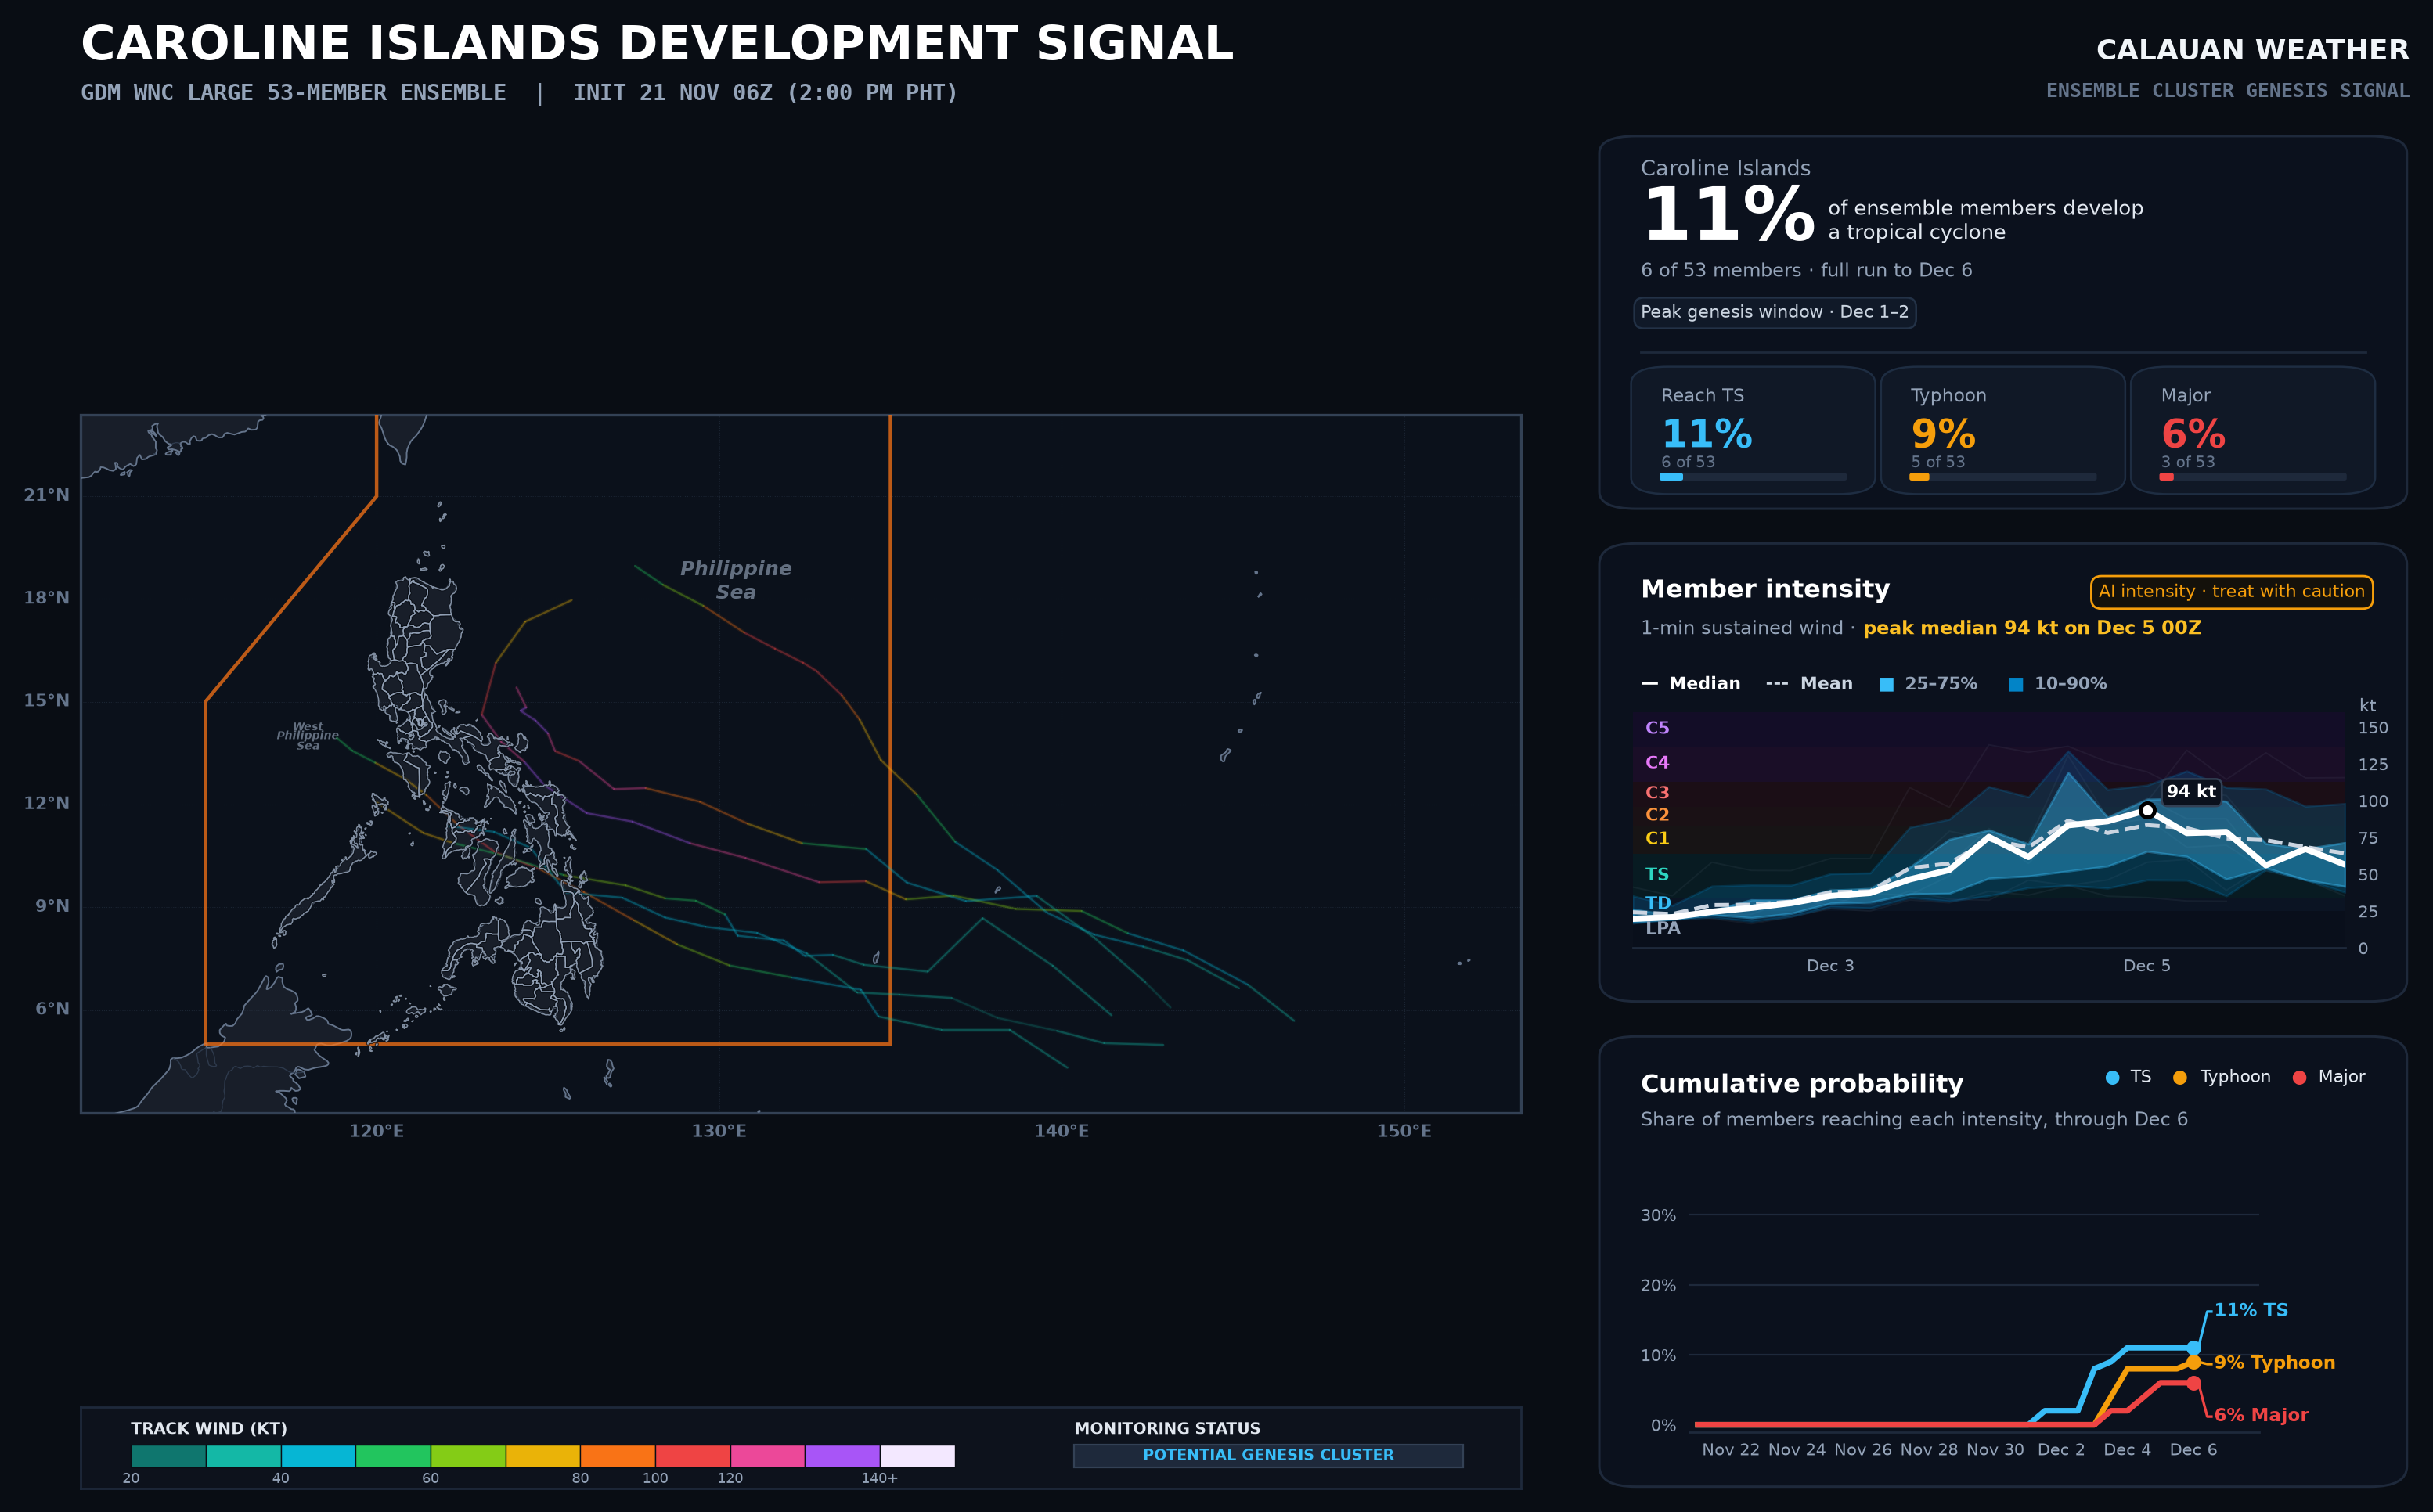 CAROLINE ISLANDS DEVELOPMENT SIGNAL
GDM WNC LARGE 53-MEMBER ENSEMBLE | INIT 21 NOV 06Z (2:00 PM PHT)
CALAUAN WEATHER
ENSEMBLE CLUSTER GENESIS SIGNAL
21°N
18°N
15°N
12°N
9°N
6°N
120°E
130°E
140°E
150°E
Philippine
Sea
West
Philippine
Sea
TRACK WIND (KT)
20
40
60
80
100
120
140+
MONITORING STATUS
POTENTIAL GENESIS CLUSTER
Caroline Islands
11%
of ensemble members develop
a tropical cyclone
6 of 53 members · full run to Dec 6
Peak genesis window · Dec 1–2
Reach TS
11%
6 of 53
Typhoon
9%
5 of 53
Major
6%
3 of 53
Member intensity
AI intensity · treat with caution
1-min sustained wind · peak median 94 kt on Dec 5 00Z
Median
Mean
25–75%
10–90%
kt
150
125
100
75
50
25
0
C5
C4
C3
C2
C1
TS
TD
LPA
94 kt
Dec 3
Dec 5
Cumulative probability
TS
Typhoon
Major
Share of members reaching each intensity, through Dec 6
30%
20%
10%
0%
11% TS
9% Typhoon
6% Major
Nov 22
Nov 24
Nov 26
Nov 28
Nov 30
Dec 2
Dec 4
Dec 6